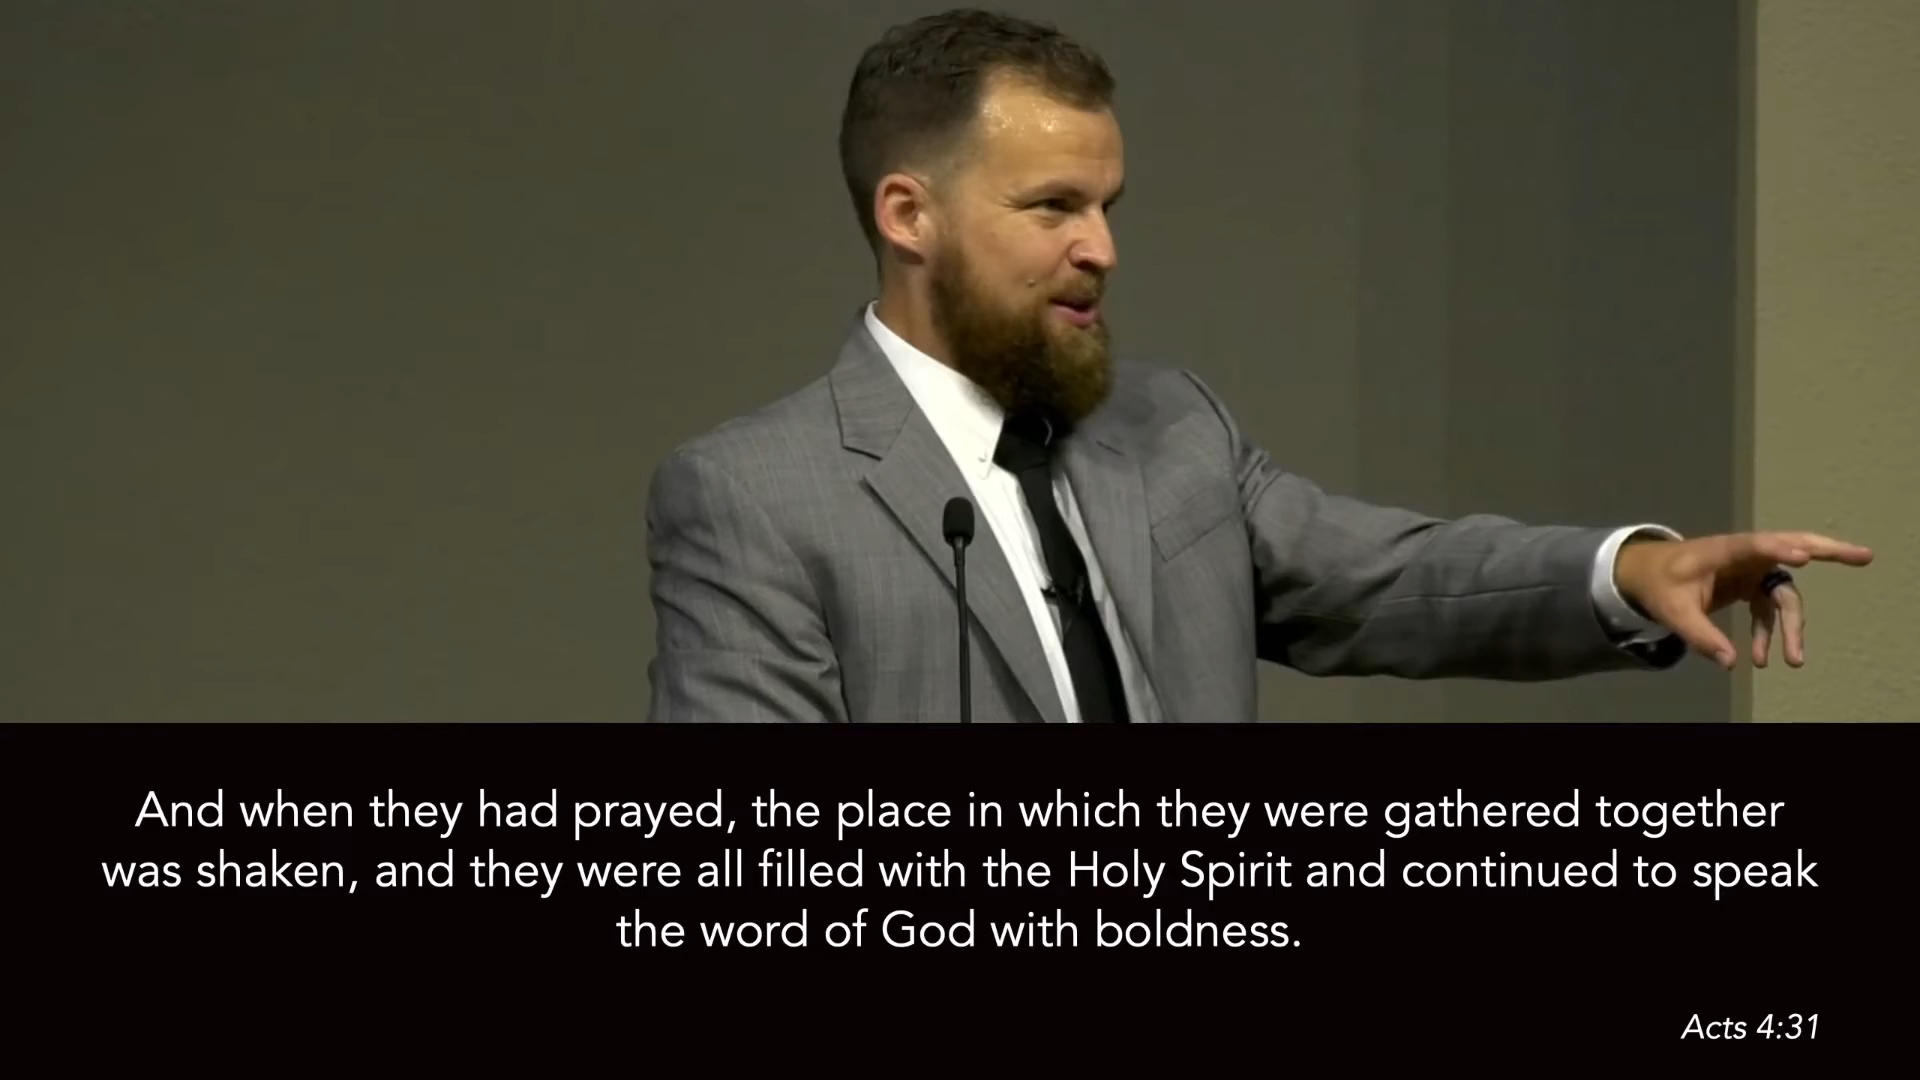 And when they had prayed, the place in which they were gathered together
was shaken, and they were all filled with the Holy Spirit and continued to speak
the word of God with boldness.
Acts 4:31